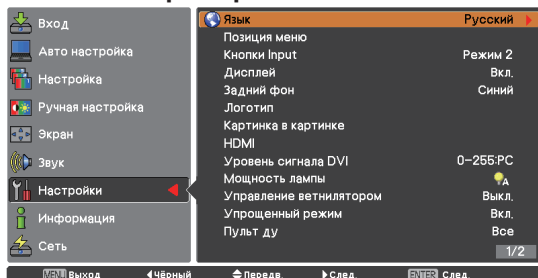 Вход
Авто настройка
Настройка
Ручная настройка
Экран
Звук
Настройки
Информация
Сеть
Язык Русский
Позиция меню
Кнопки Input Режим 2
Дисплей Вкл.
Задний фон Синий
Логотип
Картинка в картинке
HDMI
Уровень сигнала DVI 0-255:PC
Мощность лампы A
Управление ветнилятором Выкл.
Упрощенный режим Вкл.
Пульт ду Все
1/2
MENU Выход Чёрный Передв. След. ENTER След.